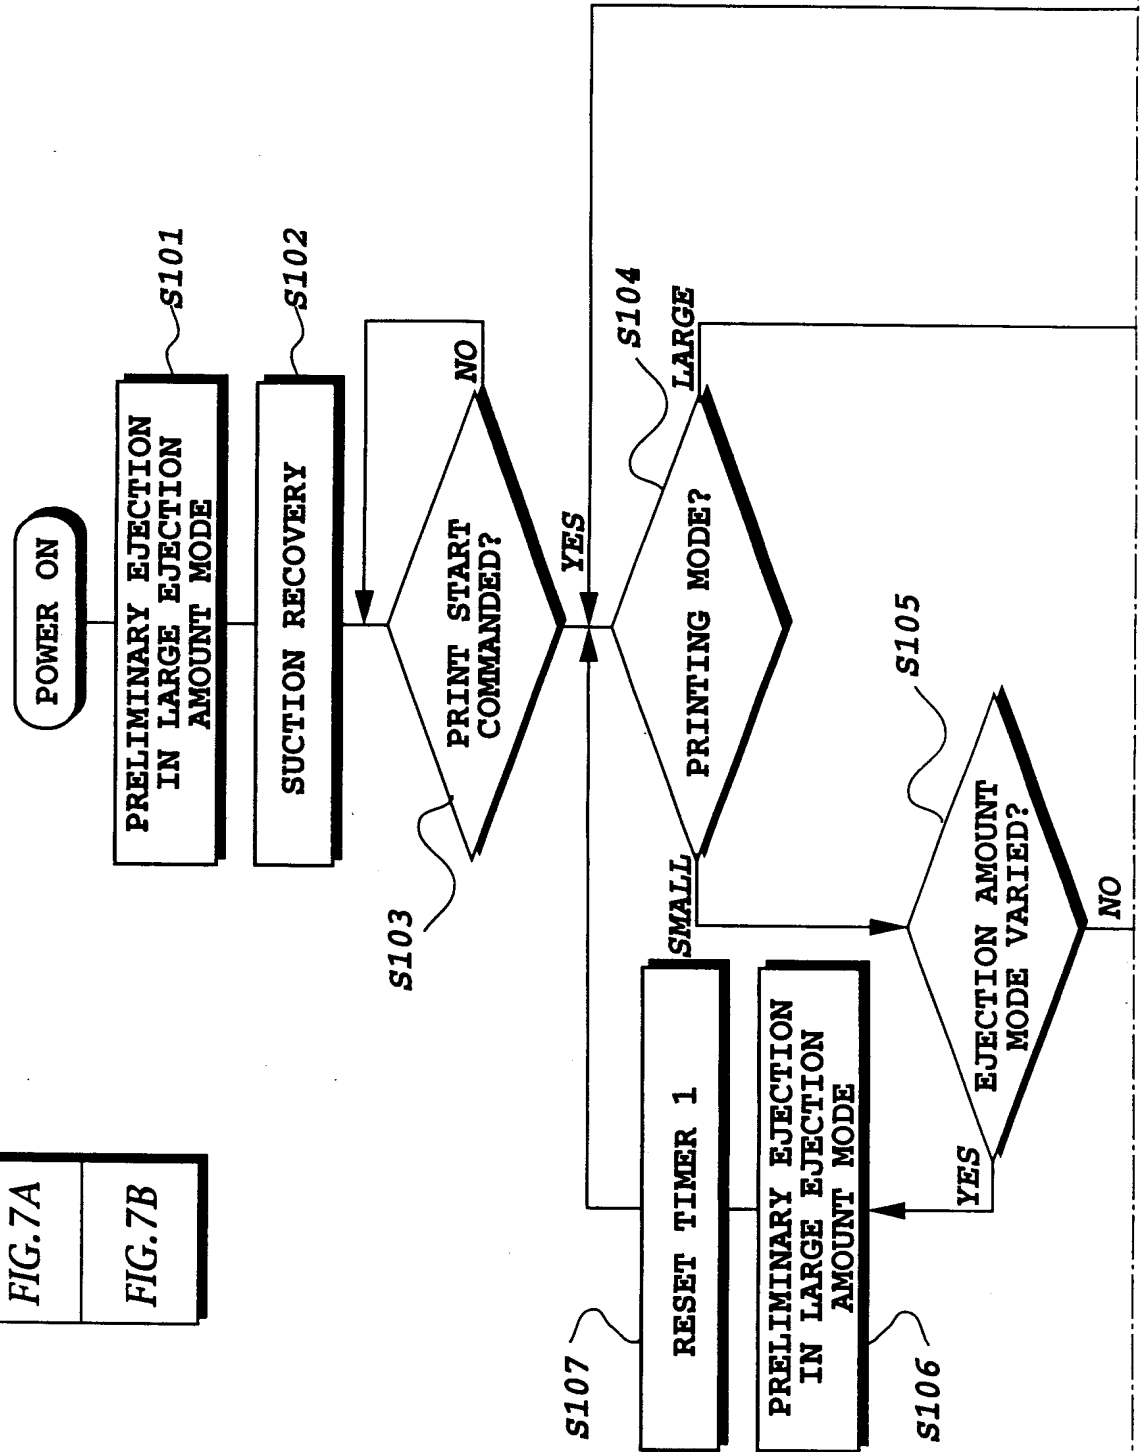 FIG.7A
FIG.7B
POWER ON
PRELIMINARY EJECTION
IN LARGE EJECTION
AMOUNT MODE
S101
SUCTION RECOVERY
S102
PRINT START
COMMANDED?
S103
NO
YES
PRINTING MODE?
S104
LARGE
SMALL
EJECTION AMOUNT
MODE VARIED?
S105
YES
NO
PRELIMINARY EJECTION
IN LARGE EJECTION
AMOUNT MODE
S106
RESET TIMER 1
S107